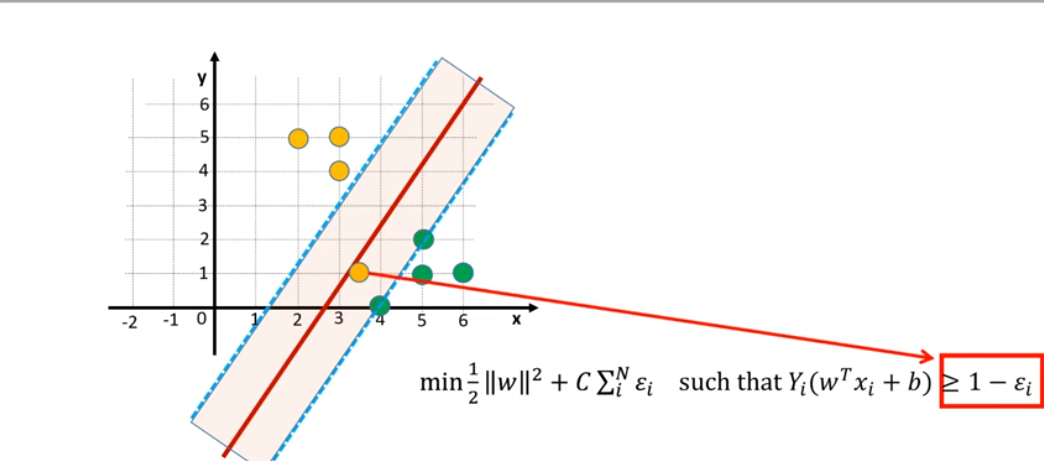 y
6
5
4
3
2
1
-2 -1 0 1 2 3 4 5 6 x
min 1/2 ||w||² + C ∑ᵢᴺ εᵢ such that Yᵢ(wᵀxᵢ + b) ≥ 1 − εᵢ